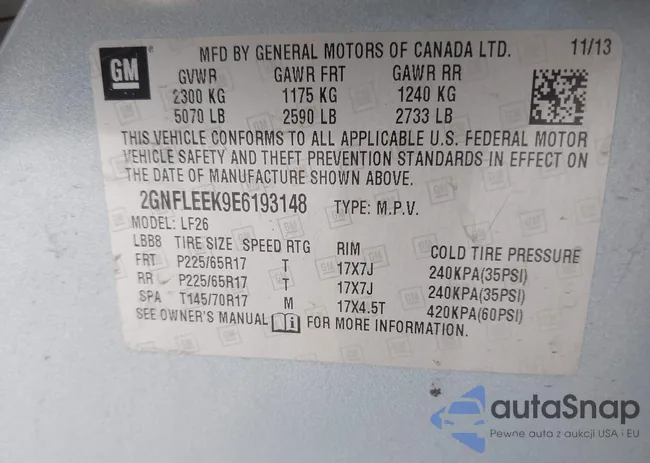 GM
MFD BY GENERAL MOTORS OF CANADA LTD. 11/13
GVWR GAWR FRT GAWR RR
2300 KG 1175 KG 1240 KG
5070 LB 2590 LB 2733 LB
THIS VEHICLE CONFORMS TO ALL APPLICABLE U.S. FEDERAL MOTOR
VEHICLE SAFETY AND THEFT PREVENTION STANDARDS IN EFFECT ON
THE DATE OF MANUFACTURE SHOWN ABOVE.
2GNFLEEK9E6193148 TYPE: M.P.V.
MODEL: LF26
LBB8 TIRE SIZE SPEED RTG RIM COLD TIRE PRESSURE
FRT P225/65R17 T 17X7J 240KPA(35PSI)
RR P225/65R17 T 17X7J 240KPA(35PSI)
SPA T145/70R17 M 17X4.5T 420KPA(60PSI)
SEE OWNER'S MANUAL FOR MORE INFORMATION.
autaSnap
Pewne auta z aukcji USA i EU